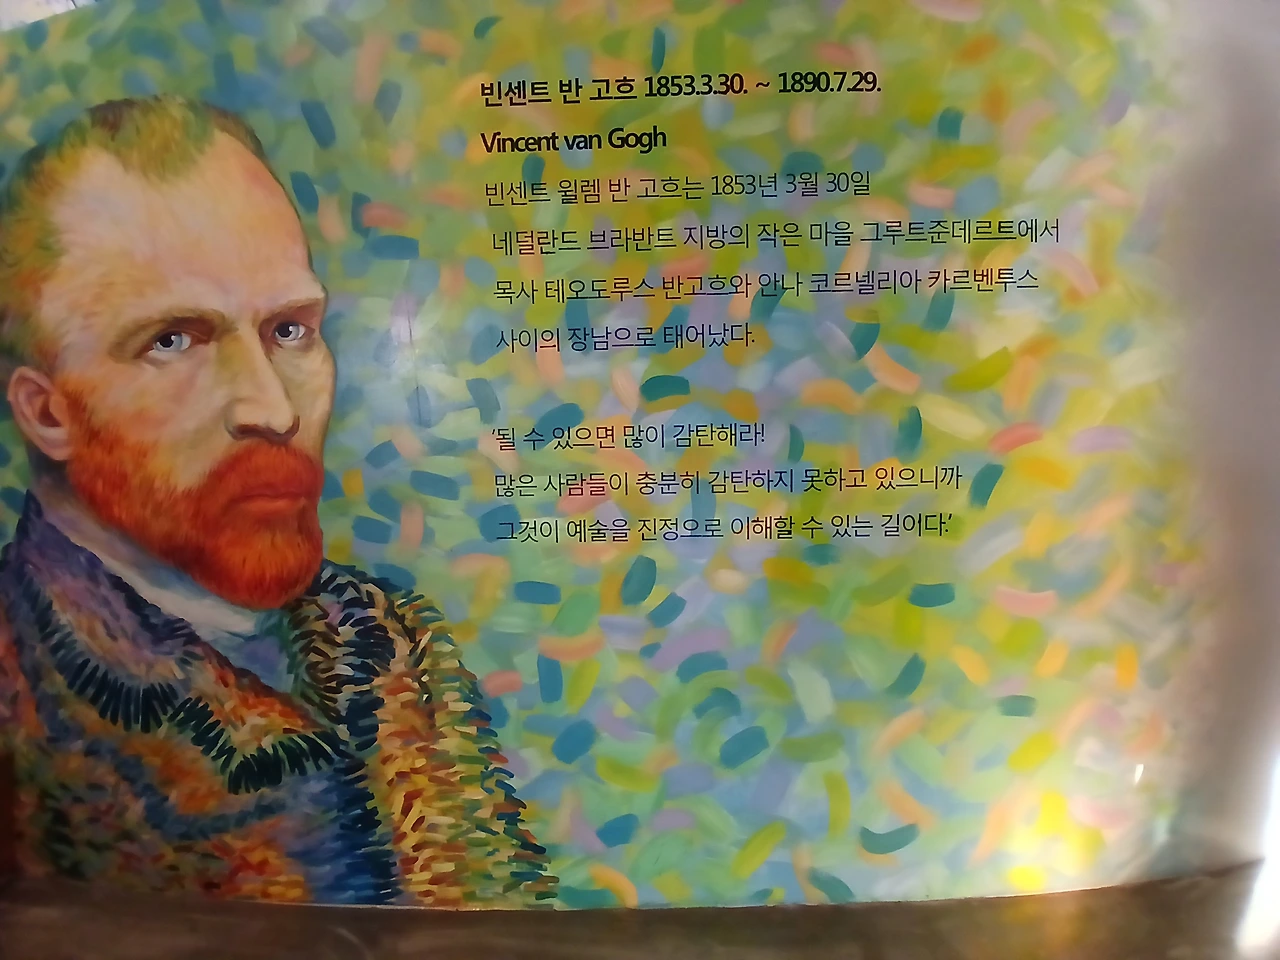 빈센트 반 고흐 1853.3.30. ~ 1890.7.29.
Vincent van Gogh
빈센트 윌렘 반 고흐는 1853년 3월 30일
네덜란드 브라반트 지방의 작은 마을 그루트준데르트에서
목사 테오도루스 반고흐와 안나 코르넬리아 카르벤투스
사이의 장남으로 태어났다.
'될 수 있으면 많이 감탄해라!
많은 사람들이 충분히 감탄하지 못하고 있으니까
그것이 예술을 진정으로 이해할 수 있는 길이다.'